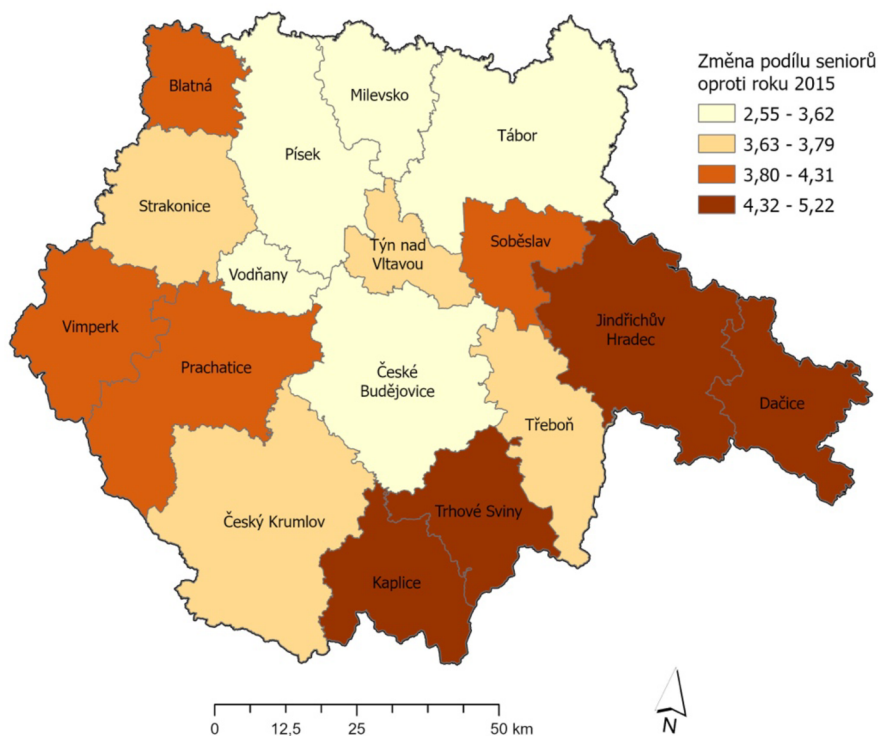 Změna podílu seniorů
oproti roku 2015
2,55 - 3,62
3,63 - 3,79
3,80 - 4,31
4,32 - 5,22
Blatná
Milevsko
Tábor
Písek
Strakonice
Týn nad
Vltavou
Soběslav
Vodňany
Vimperk
Prachatice
Jindřichův
Hradec
České
Budějovice
Dačice
Třeboň
Český Krumlov
Trhové Sviny
Kaplice
0 12,5 25 50 km
N